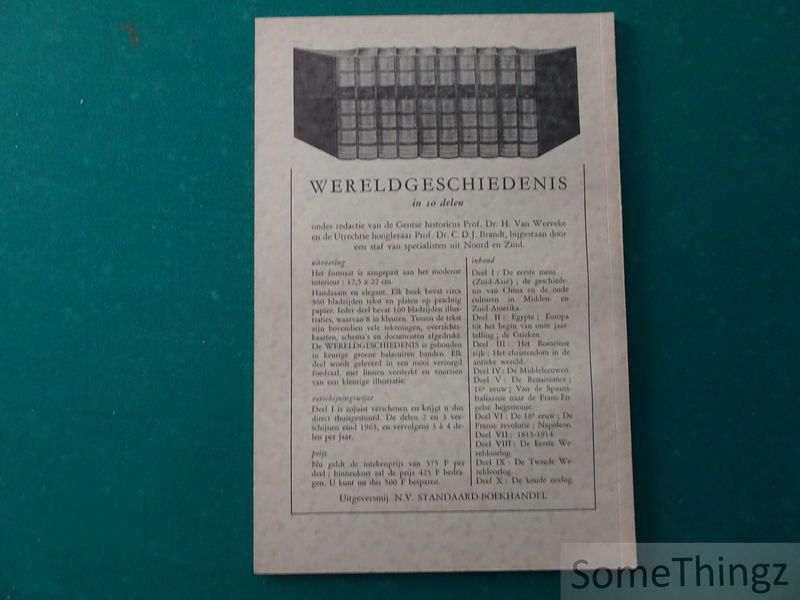 WERELDGESCHIEDENIS
in 10 delen
onder redactie van de Gentse historicus Prof. Dr. H. Van Werveke
en de Utrechtse hoogleraar Prof. Dr. C. D. J. Brandt, bijgestaan door
een staf van specialisten uit Noord en Zuid.
uitvoering
Het formaat is aangepast aan het moderne
interieur : 17,5 x 27 cm.
Handzaam en elegant. Elk boek bevat circa
360 bladzijden tekst en platen op prachtig
papier. Ieder deel bevat 100 bladzijden illus-
traties, waarvan 8 in kleuren. Tussen de tekst
zijn bovendien vele tekeningen, overzichts-
kaarten, schema's en documenten afgedrukt.
De WERELDGESCHIEDENIS is gebonden
in keurige groene balacuiren banden. Elk
deel wordt geleverd in een mooi verzorgd
foedraal, met linnen versterkt en voorzien
van een kleurige illustratie.
verschijningswijze
Deel I is zojuist verschenen en krijgt u dus
direct thuisgestuurd. De delen 2 en 3 ver-
schijnen eind 1963, en vervolgens 3 à 4 de-
len per jaar.
prijs
Nu geldt de intekenprijs van 375 F per
deel ; binnenkort zal de prijs 425 F bedra-
gen. U kunt nu dus 500 F besparen.
inhoud
Deel I : De eerste mens
(Zuid-Azië) ; de geschiede-
nis van China en de oude
culturen in Midden- en
Zuid-Amerika.
Deel II : Egypte ; Europa
tot het begin van onze jaar-
telling ; de Grieken.
Deel III : Het Romeinse
rijk ; Het christendom in de
antieke wereld.
Deel IV : De Middeleeuwen.
Deel V : De Renaissance ;
16e eeuw ; Van de Spaans-
Italiaanse naar de Frans-En-
gelse hegemonie.
Deel VI : De 18e eeuw ; De
Franse revolutie ; Napoleon.
Deel VII : 1815-1914.
Deel VIII : De Eerste We-
reldoorlog.
Deel IX : De Tweede We-
reldoorlog.
Deel X : De koude oorlog.
Uitgeversmij. N.V. STANDAARD-BOEKHANDEL
SomeThingz